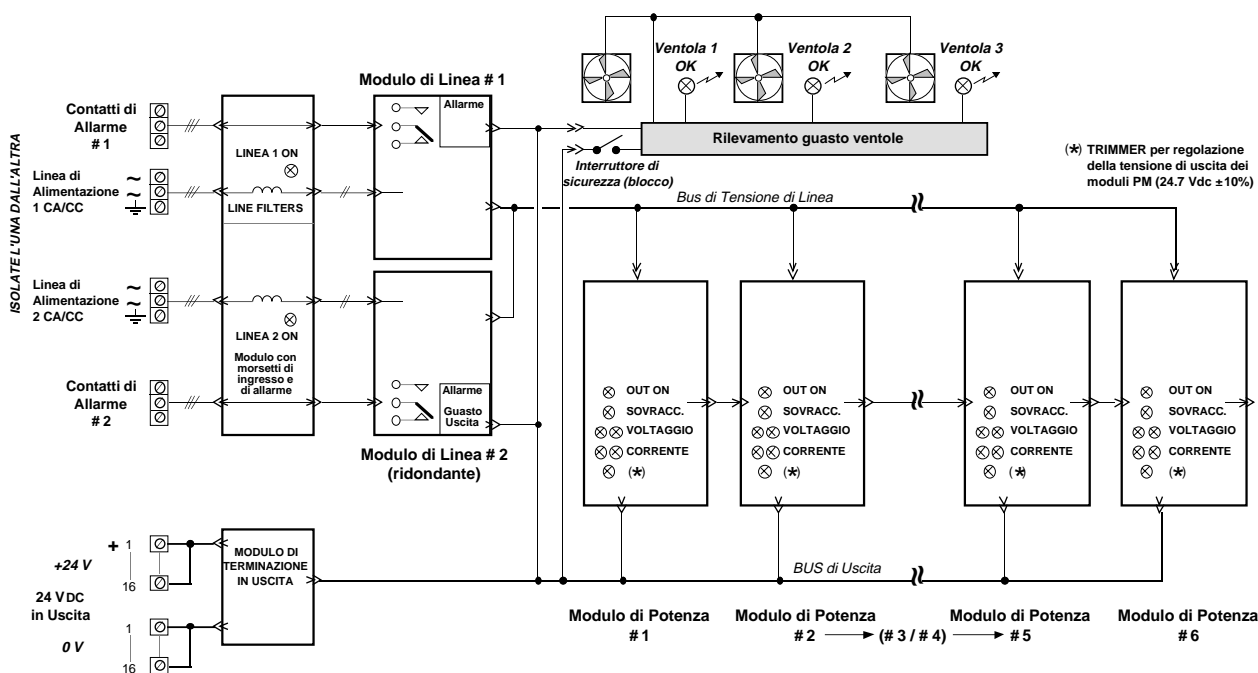 Ventola 1
OK
Ventola 2
OK
Ventola 3
OK
Modulo di Linea # 1
ISOLATE L'UNA DALL'ALTRA
Contatti di
Allarme
# 1
Allarme
Rilevamento guasto ventole
LINEA 1 ON
Interruttore di
sicurezza (blocco)
(*) TRIMMER per regolazione
della tensione di uscita dei
moduli PM (24.7 Vdc ±10%)
Linea di
Alimentazione
1 CA/CC
~
~
LINE FILTERS
Bus di Tensione di Linea
Linea di
Alimentazione
2 CA/CC
~
~
LINEA 2 ON
Modulo con
morsetti di
ingresso e
di allarme
Contatti di
Allarme
# 2
Allarme
Guasto
Uscita
Modulo di Linea # 2
(ridondante)
OUT ON
SOVRACC.
VOLTAGGIO
CORRENTE
(*)
OUT ON
SOVRACC.
VOLTAGGIO
CORRENTE
(*)
OUT ON
SOVRACC.
VOLTAGGIO
CORRENTE
(*)
OUT ON
SOVRACC.
VOLTAGGIO
CORRENTE
(*)
+ 1
+24 V
16
24 V DC
in Uscita
1
0 V
16
MODULO DI
TERMINAZIONE
IN USCITA
BUS di Uscita
Modulo di Potenza
# 1
Modulo di Potenza
# 2
(# 3 / # 4)
Modulo di Potenza
# 5
Modulo di Potenza
# 6